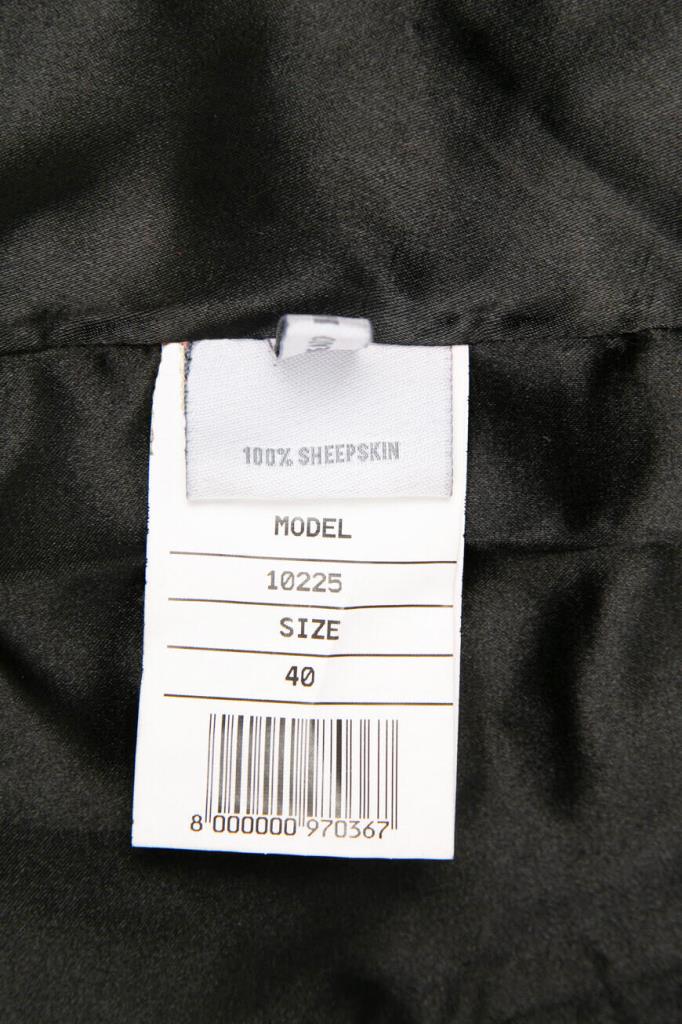 100% SHEEPSKIN
MODEL
10225
SIZE
40
8 000000 970367